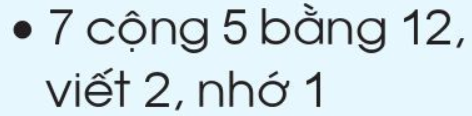 • 7 cộng 5 bằng 12,
viết 2, nhớ 1